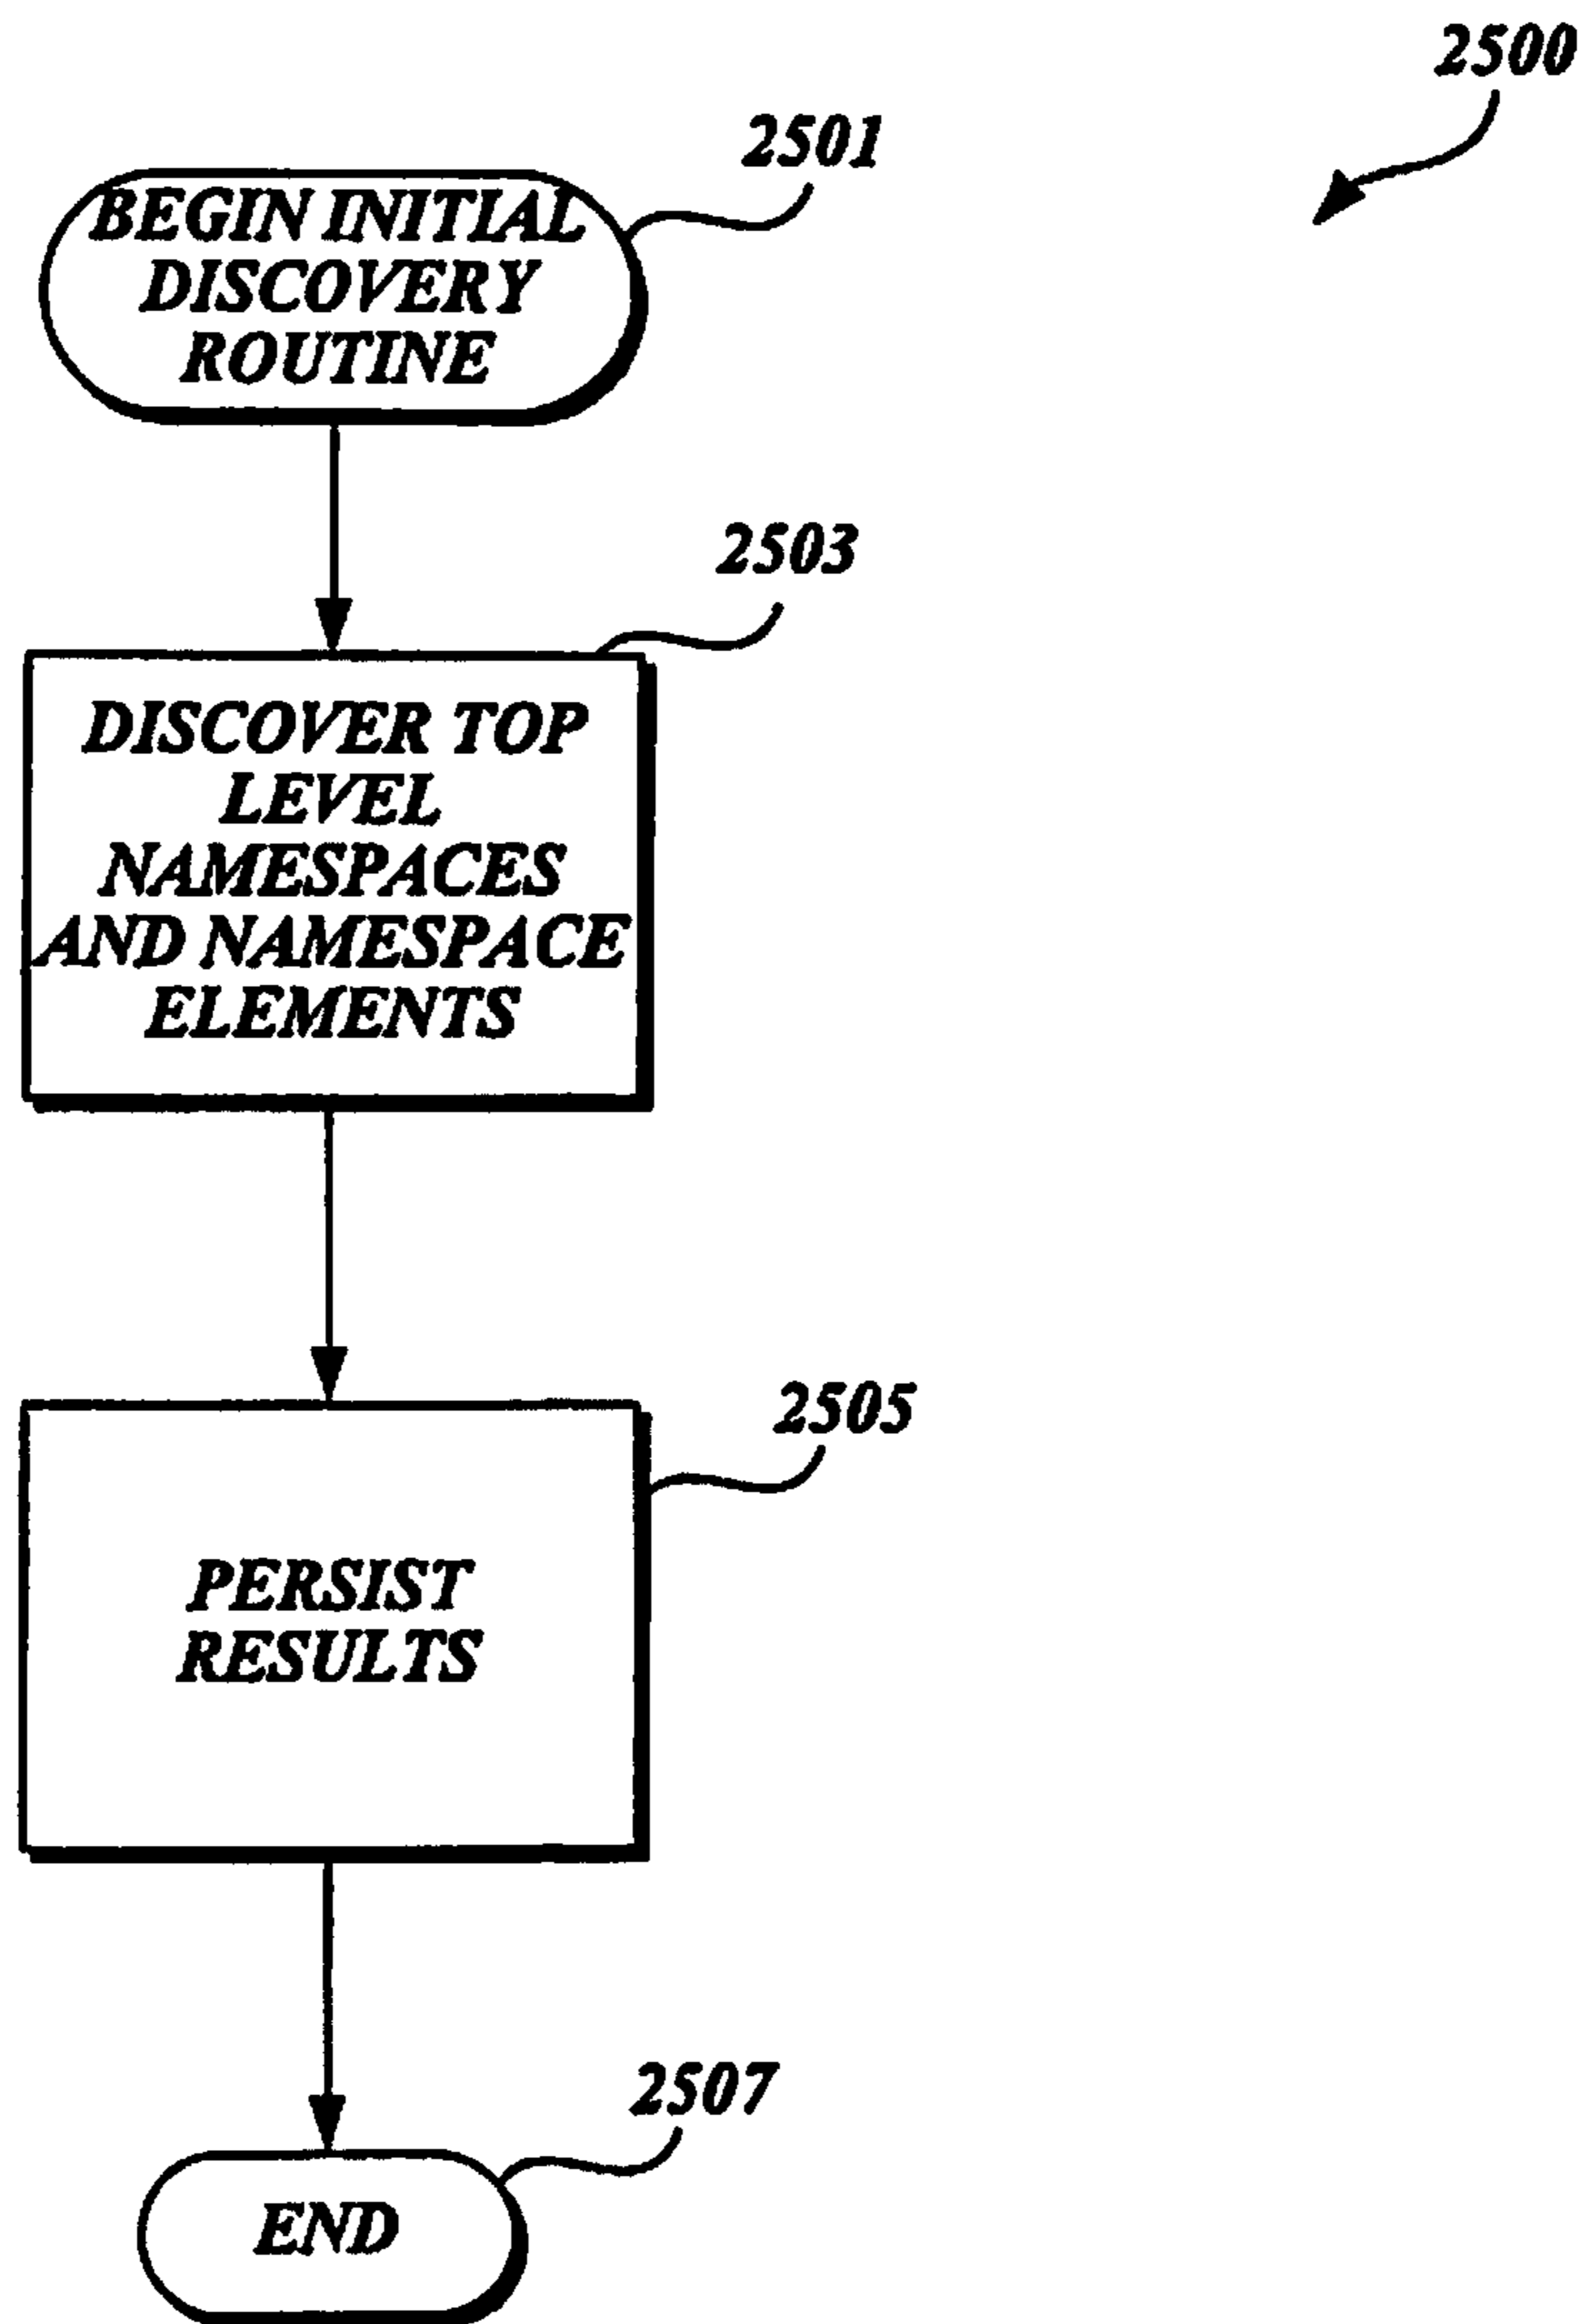 2500
2501
BEGIN INITIAL
DISCOVERY
ROUTINE
2503
DISCOVER TOP
LEVEL
NAMESPACES
AND NAMESPACE
ELEMENTS
2505
PERSIST
RESULTS
2507
END